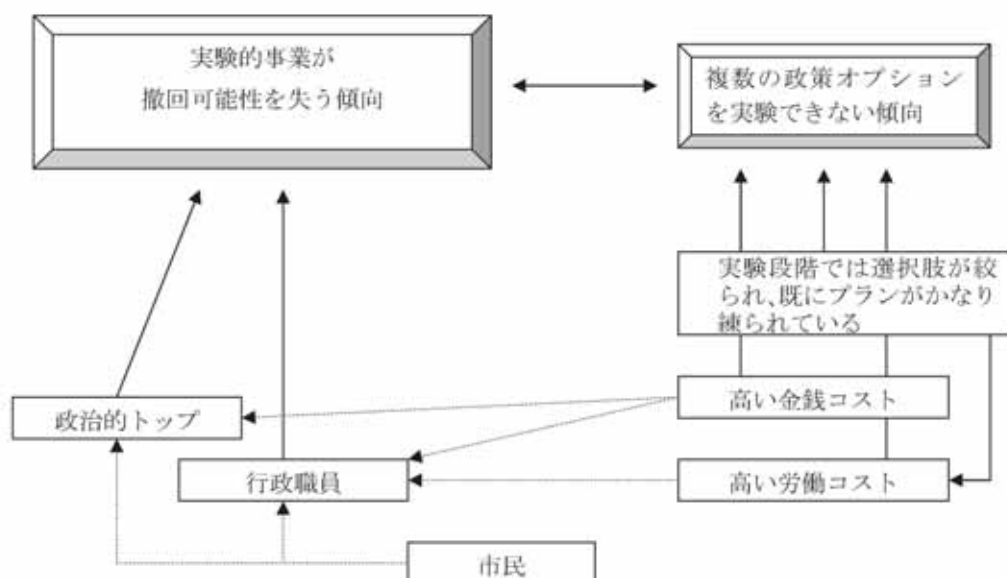 実験的事業が
撤回可能性を失う傾向
複数の政策オプション
を実験できない傾向
実験段階では選択肢が絞
られ、既にプランがかなり
練られている
高い金銭コスト
政治的トップ
行政職員
高い労働コスト
市民